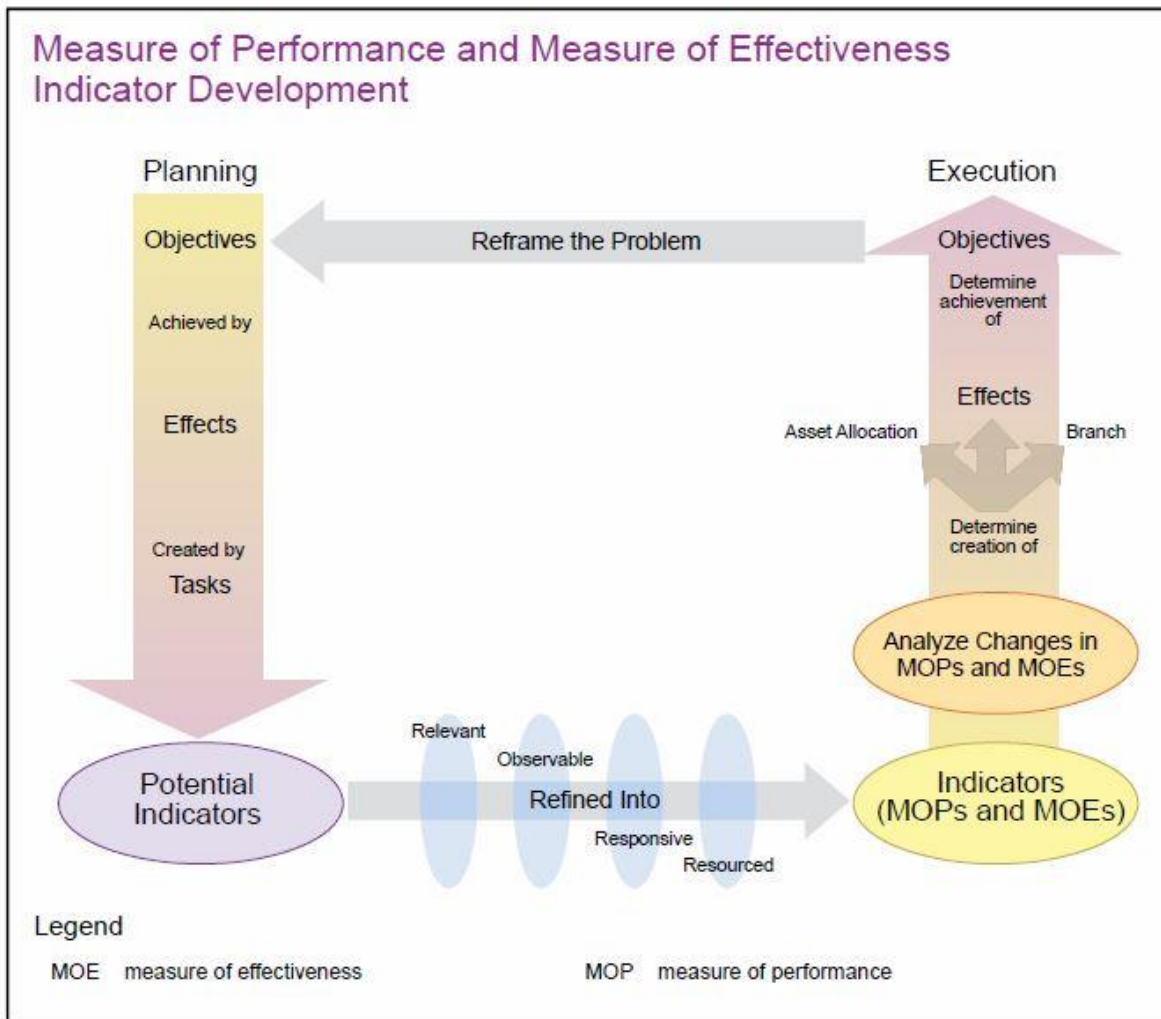 Measure of Performance and Measure of Effectiveness
Indicator Development
Planning
Objectives
Achieved by
Effects
Created by
Tasks
Potential
Indicators
Reframe the Problem
Relevant
Observable
Refined Into
Responsive
Resourced
Execution
Objectives
Determine
achievement
of
Effects
Asset Allocation
Branch
Determine
creation of
Analyze Changes in
MOPs and MOEs
Indicators
(MOPs and MOEs)
Legend
MOE measure of effectiveness
MOP measure of performance